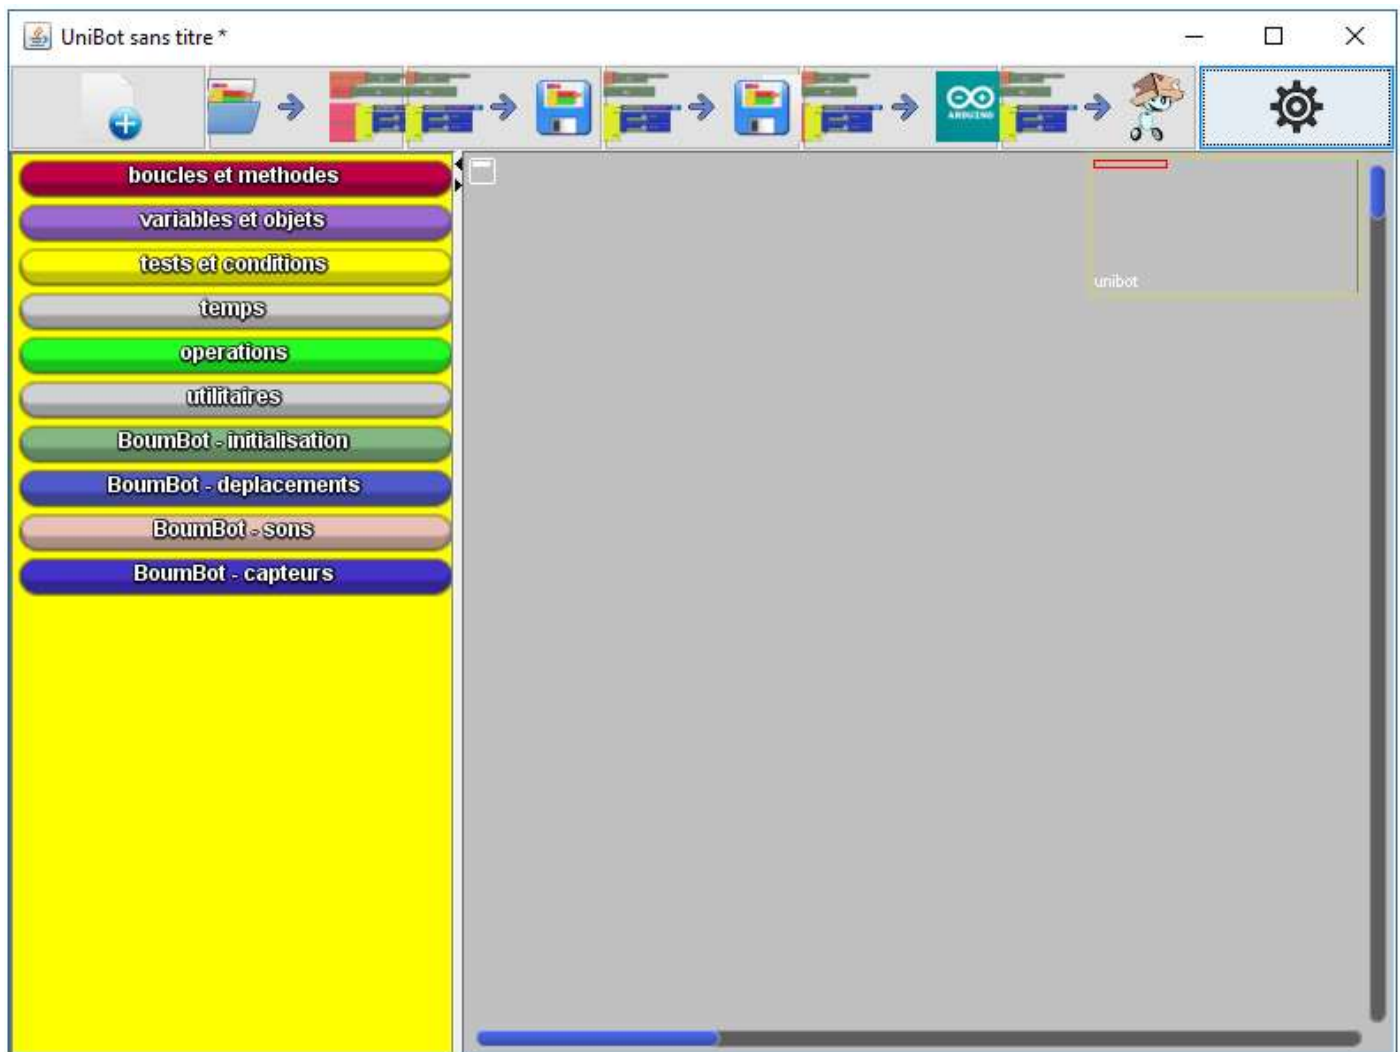 UniBot sans titre *
ARDUINO
boucles et methodes
variables et objets
tests et conditions
temps
operations
utilitaires
BoumBot - initialisation
BoumBot - deplacements
BoumBot - sons
BoumBot - capteurs
unibot